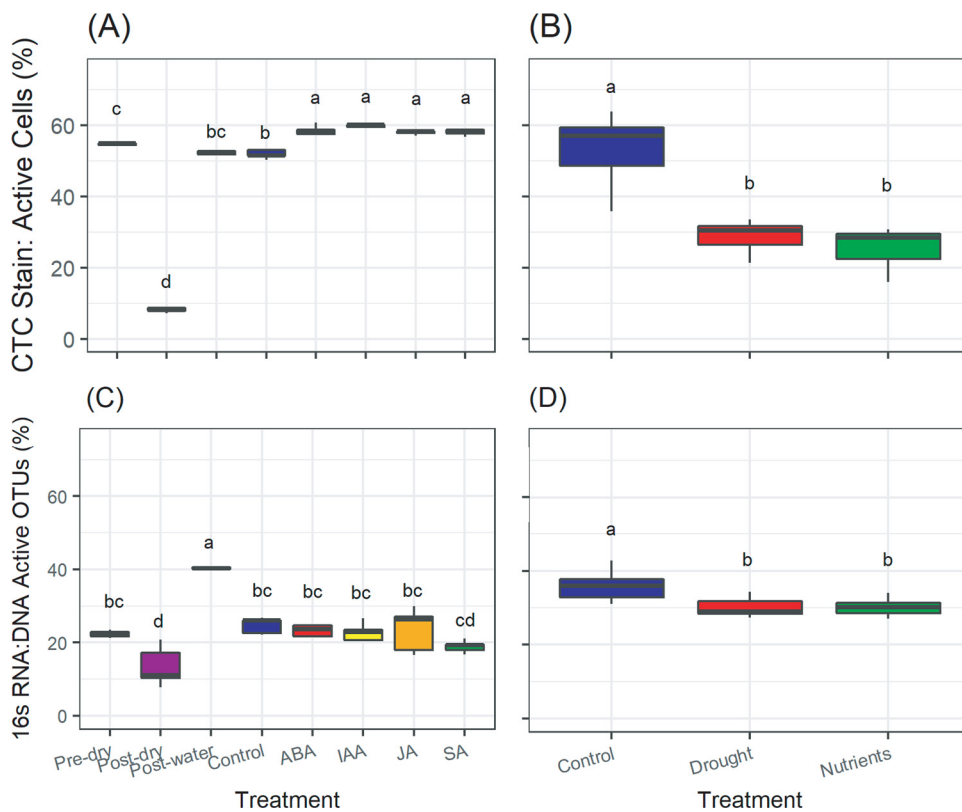 (A)
(B)
CTC Stain: Active Cells (%)
60
40
20
0
c
d
bc
b
a
a
a
a
a
b
b
(C)
(D)
16s RNA:DNA Active OTUs (%)
60
40
20
0
bc
d
a
bc
bc
bc
bc
cd
a
b
b
Pre-dry
Post-dry
Post-water
Control
ABA
IAA
JA
SA
Control
Drought
Nutrients
Treatment
Treatment